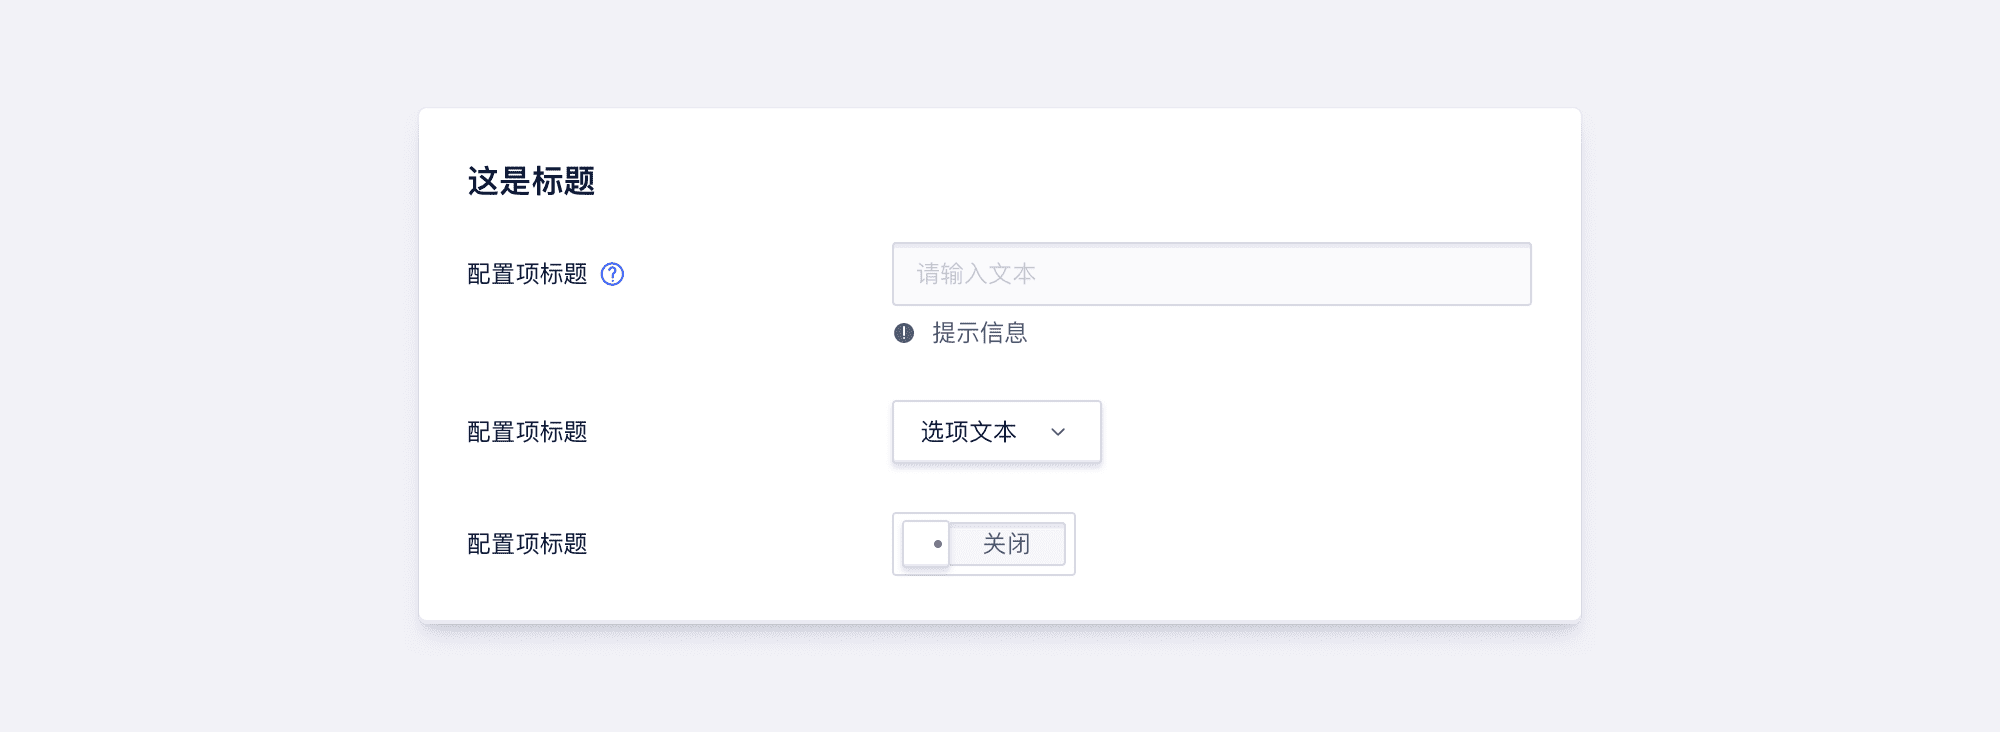 这是标题
配置项标题
请输入文本
提示信息
配置项标题
选项文本
配置项标题
关闭